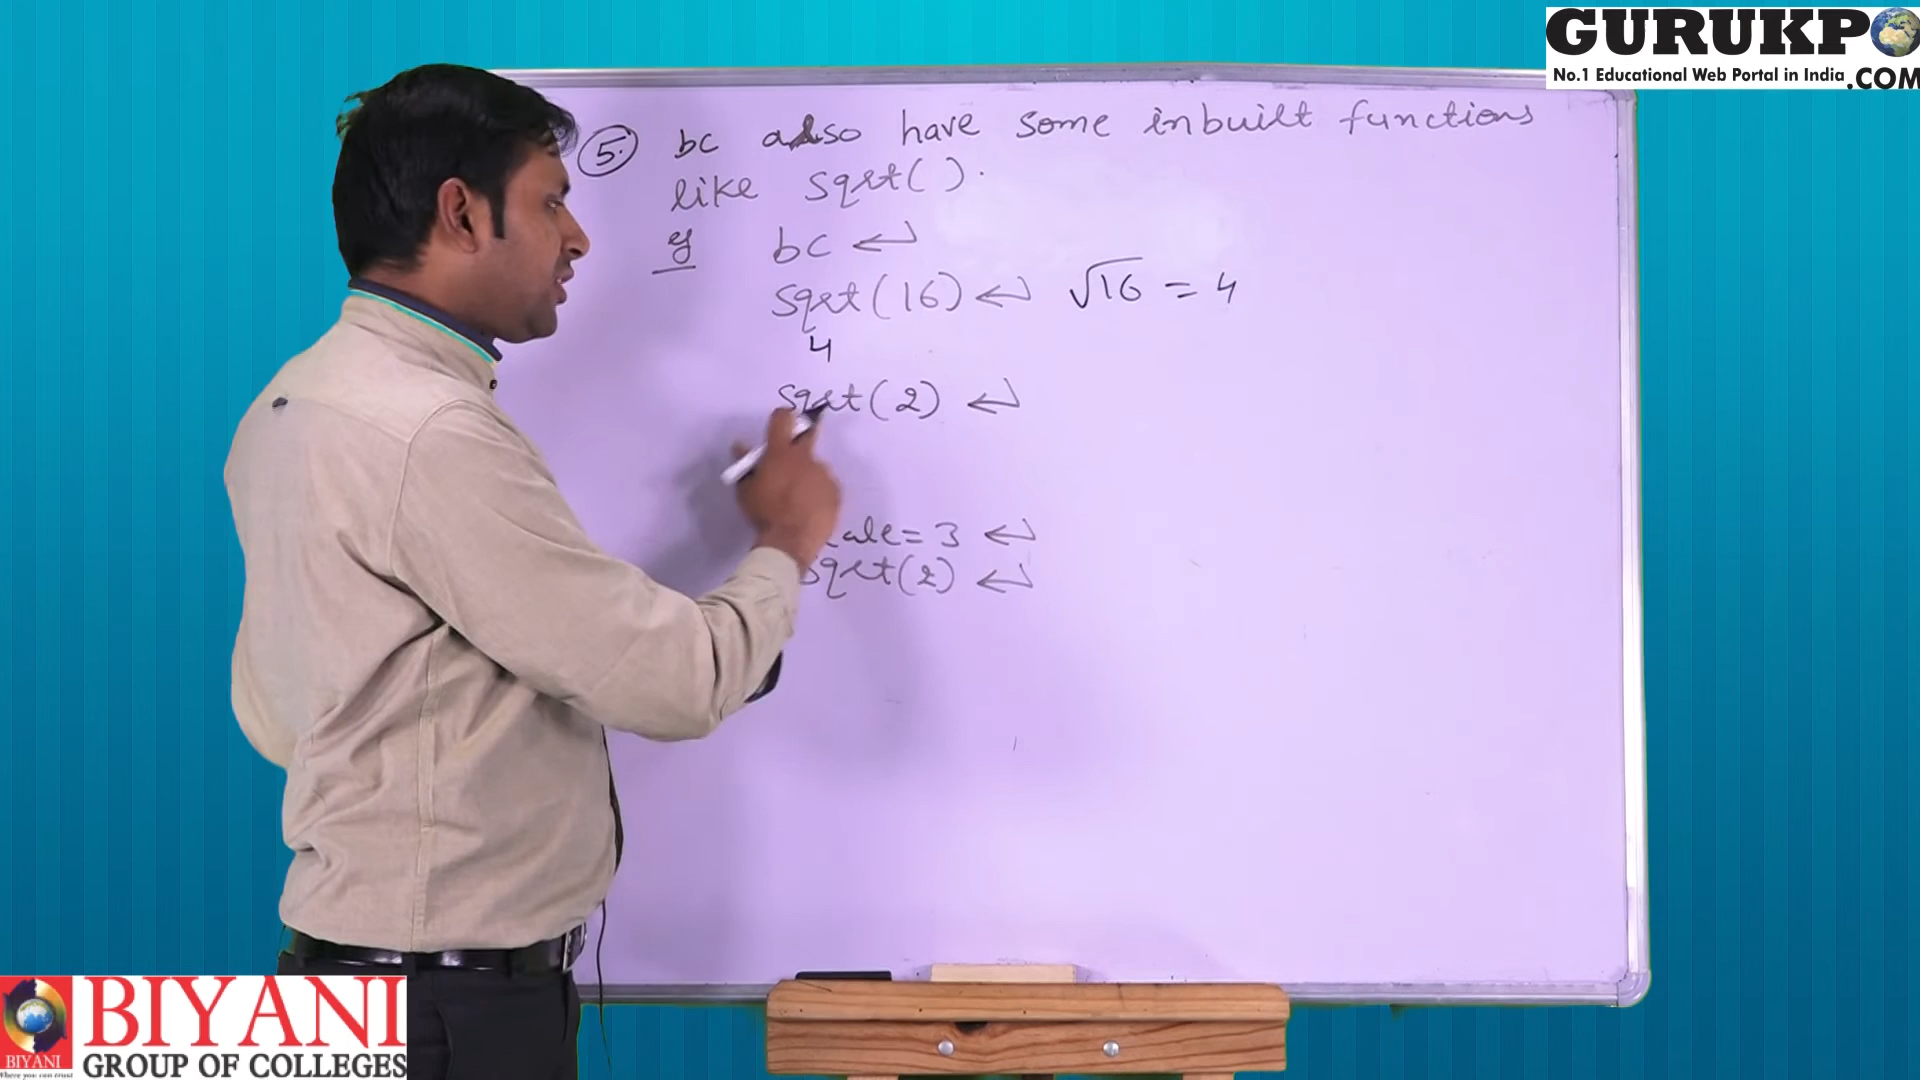 GURUKPO
No.1 Educational Web Portal in India .COM
5. bc also have some inbuilt functions
like sqrt().
eg bc ↵
sqrt(16) ↵ √16 = 4
4
sqrt(2) ↵
cale=3 ↵
sqrt(2) ↵
BIYANI
BIYANI
GROUP OF COLLEGES